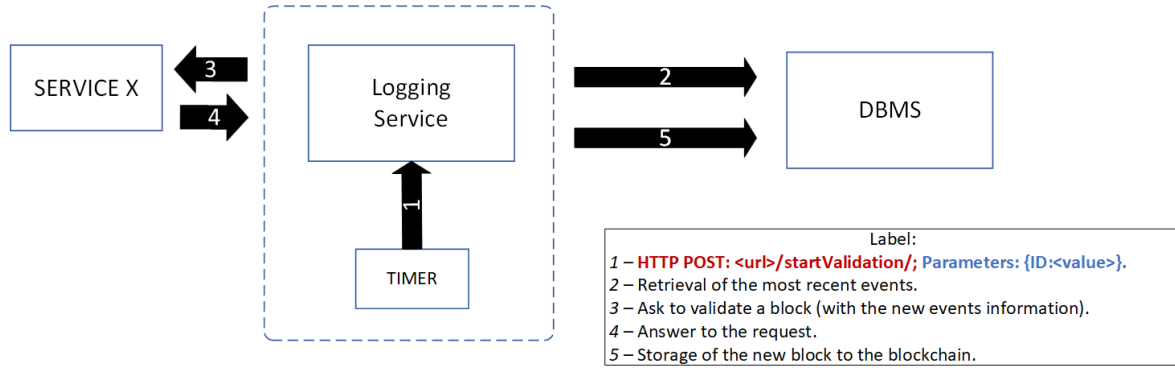 SERVICE X
3
4
Logging
Service
1
TIMER
2
5
DBMS
Label:
1 – HTTP POST: <url>/startValidation/; Parameters: {ID:<value>}.
2 – Retrieval of the most recent events.
3 – Ask to validate a block (with the new events information).
4 – Answer to the request.
5 – Storage of the new block to the blockchain.